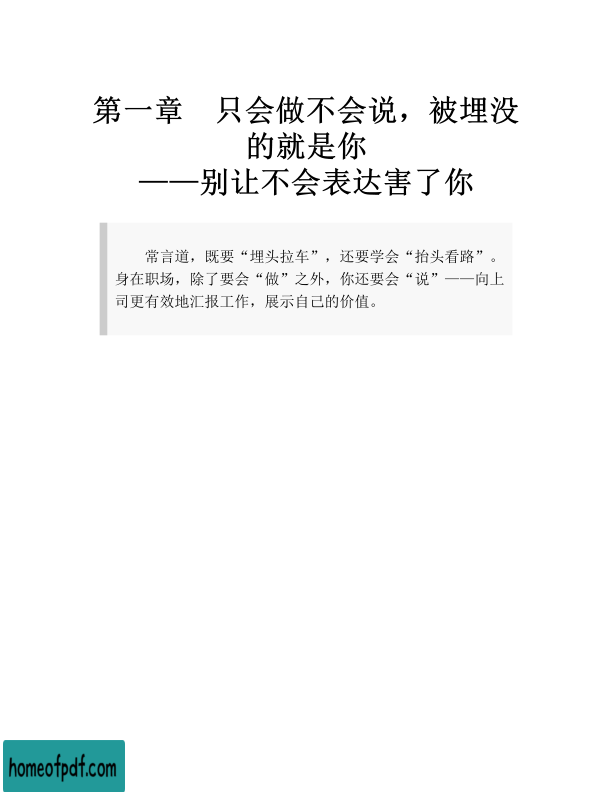 第一章　只会做不会说，被埋没
的就是你
——别让不会表达害了你
常言道，既要“埋头拉车”，还要学会“抬头看路”。
身在职场，除了要会“做”之外，你还要会“说”——向上
司更有效地汇报工作，展示自己的价值。
homeofpdf.com